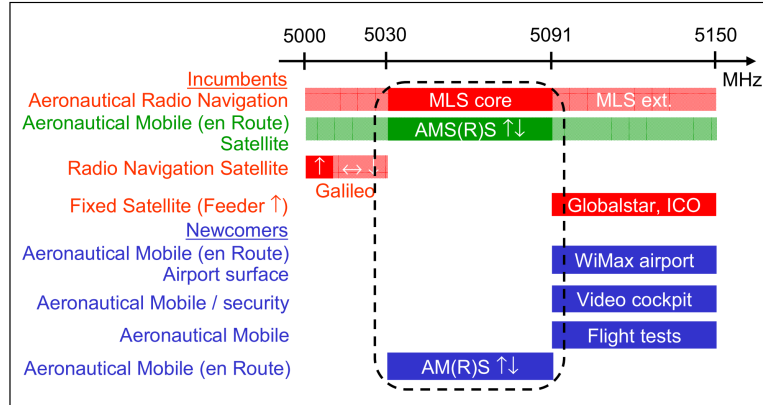 5000 5030 5091 5150
MHz
Incumbents
Aeronautical Radio Navigation MLS core MLS ext.
Aeronautical Mobile (en Route) AMS(R)S ↑↓
Satellite
Radio Navigation Satellite ↑ ↔
Galileo
Fixed Satellite (Feeder ↑) Globalstar, ICO
Newcomers
Aeronautical Mobile (en Route) WiMax airport
Airport surface
Aeronautical Mobile / security Video cockpit
Aeronautical Mobile Flight tests
Aeronautical Mobile (en Route) AM(R)S ↑↓